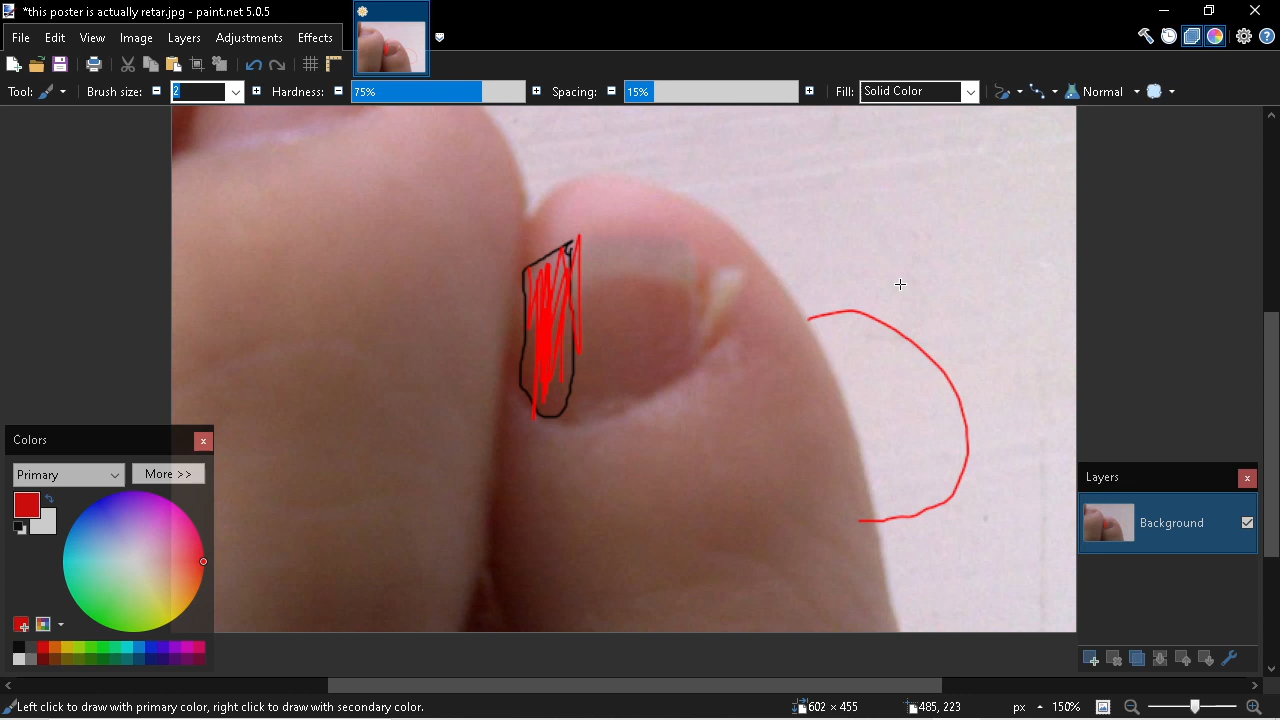 *this poster is actually retar.jpg - paint.net 5.0.5
File Edit View Image Layers Adjustments Effects
Tool: Brush size: 2 Hardness: 75% Spacing: 15% Fill: Solid Color Normal
Colors
Primary More >>
Layers
Background
Left click to draw with primary color, right click to draw with secondary color. 602 × 455 485, 223 px 150%